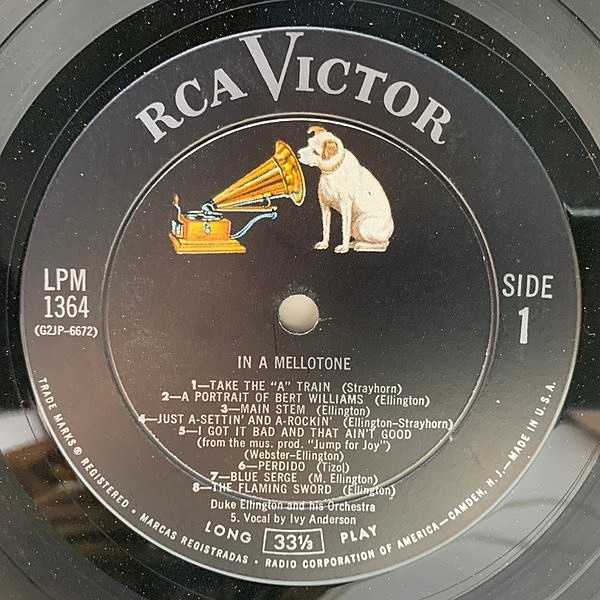 RCA VICTOR
LPM
1364
(G2JP-6672)
SIDE
1
IN A MELLOTONE
1—TAKE THE "A" TRAIN (Strayhorn)
2—A PORTRAIT OF BERT WILLIAMS (Ellington)
3—MAIN STEM (Ellington)
4—JUST A-SETTIN' AND A-ROCKIN' (Ellington-Strayhorn)
5—I GOT IT BAD AND THAT AIN'T GOOD
(from the mus. prod. "Jump for Joy")
(Webster-Ellington)
6—PERDIDO (Tizol)
7—BLUE SERGE (M. Ellington)
8—THE FLAMING SWORD (Ellington)
Duke Ellington and his Orchestra
5. Vocal by Ivy Anderson
LONG 33⅓ PLAY
TRADE MARKS ® REGISTERED • MARCAS REGISTRADAS • RADIO CORPORATION OF AMERICA—CAMDEN, N. J.—MADE IN U. S. A.